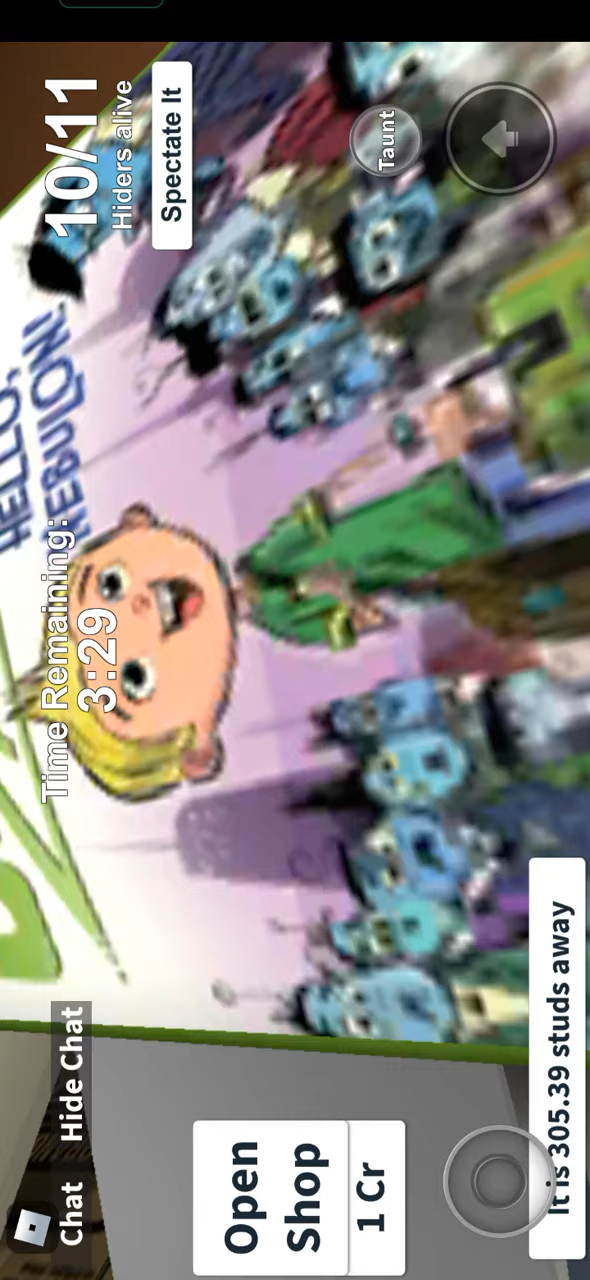 10/11
Hiders alive
Spectate It
Taunt
HELLO,
Time Remaining:
3:29
Chat
Hide Chat
Open
Shop
1 Cr
It is 305.39 studs away